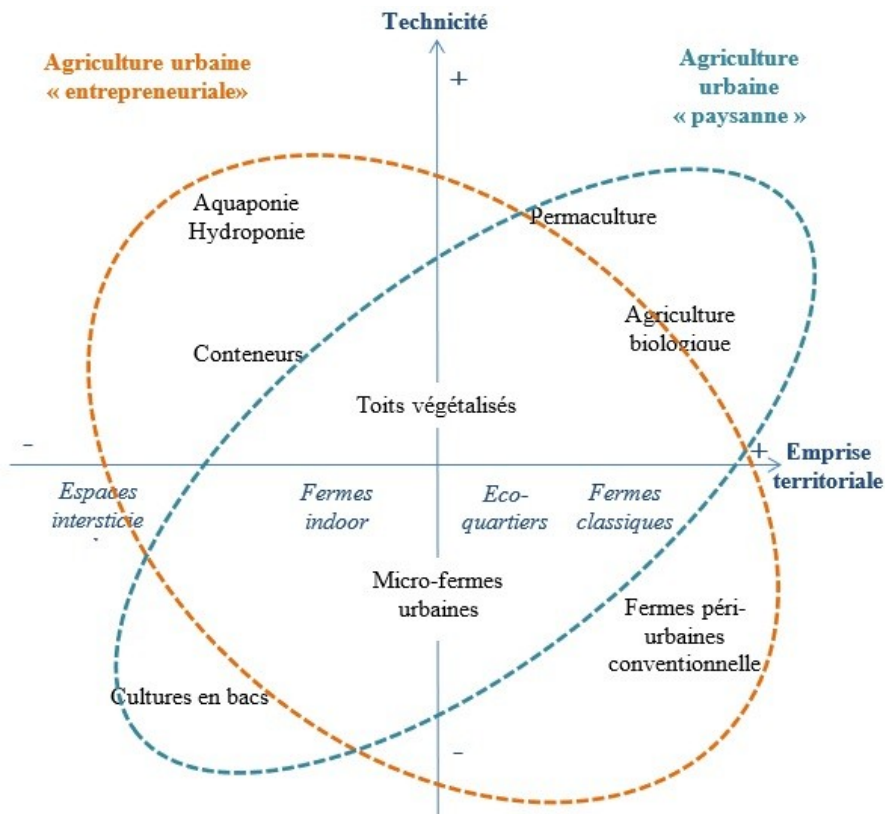 Technicité
Agriculture urbaine
« entrepreneuriale»
Agriculture
urbaine
« paysanne »
+
Aquaponie
Hydroponie
Permaculture
Agriculture
biologique
Conteneurs
Toits végétalisés
-
+
Emprise
territoriale
Espaces
intersticie
Fermes
indoor
Eco-
quartiers
Fermes
classiques
Micro-fermes
urbaines
Fermes péri-
urbaines
conventionnelle
Cultures en bacs
-